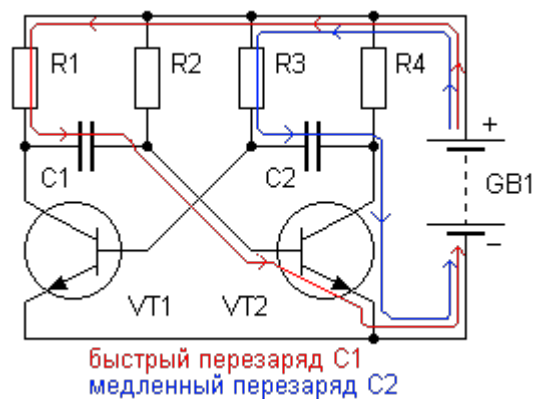 R1 R2 R3 R4
+
C1 C2 GB1
−
VT1 VT2
быстрый перезаряд C1
медленный перезаряд C2